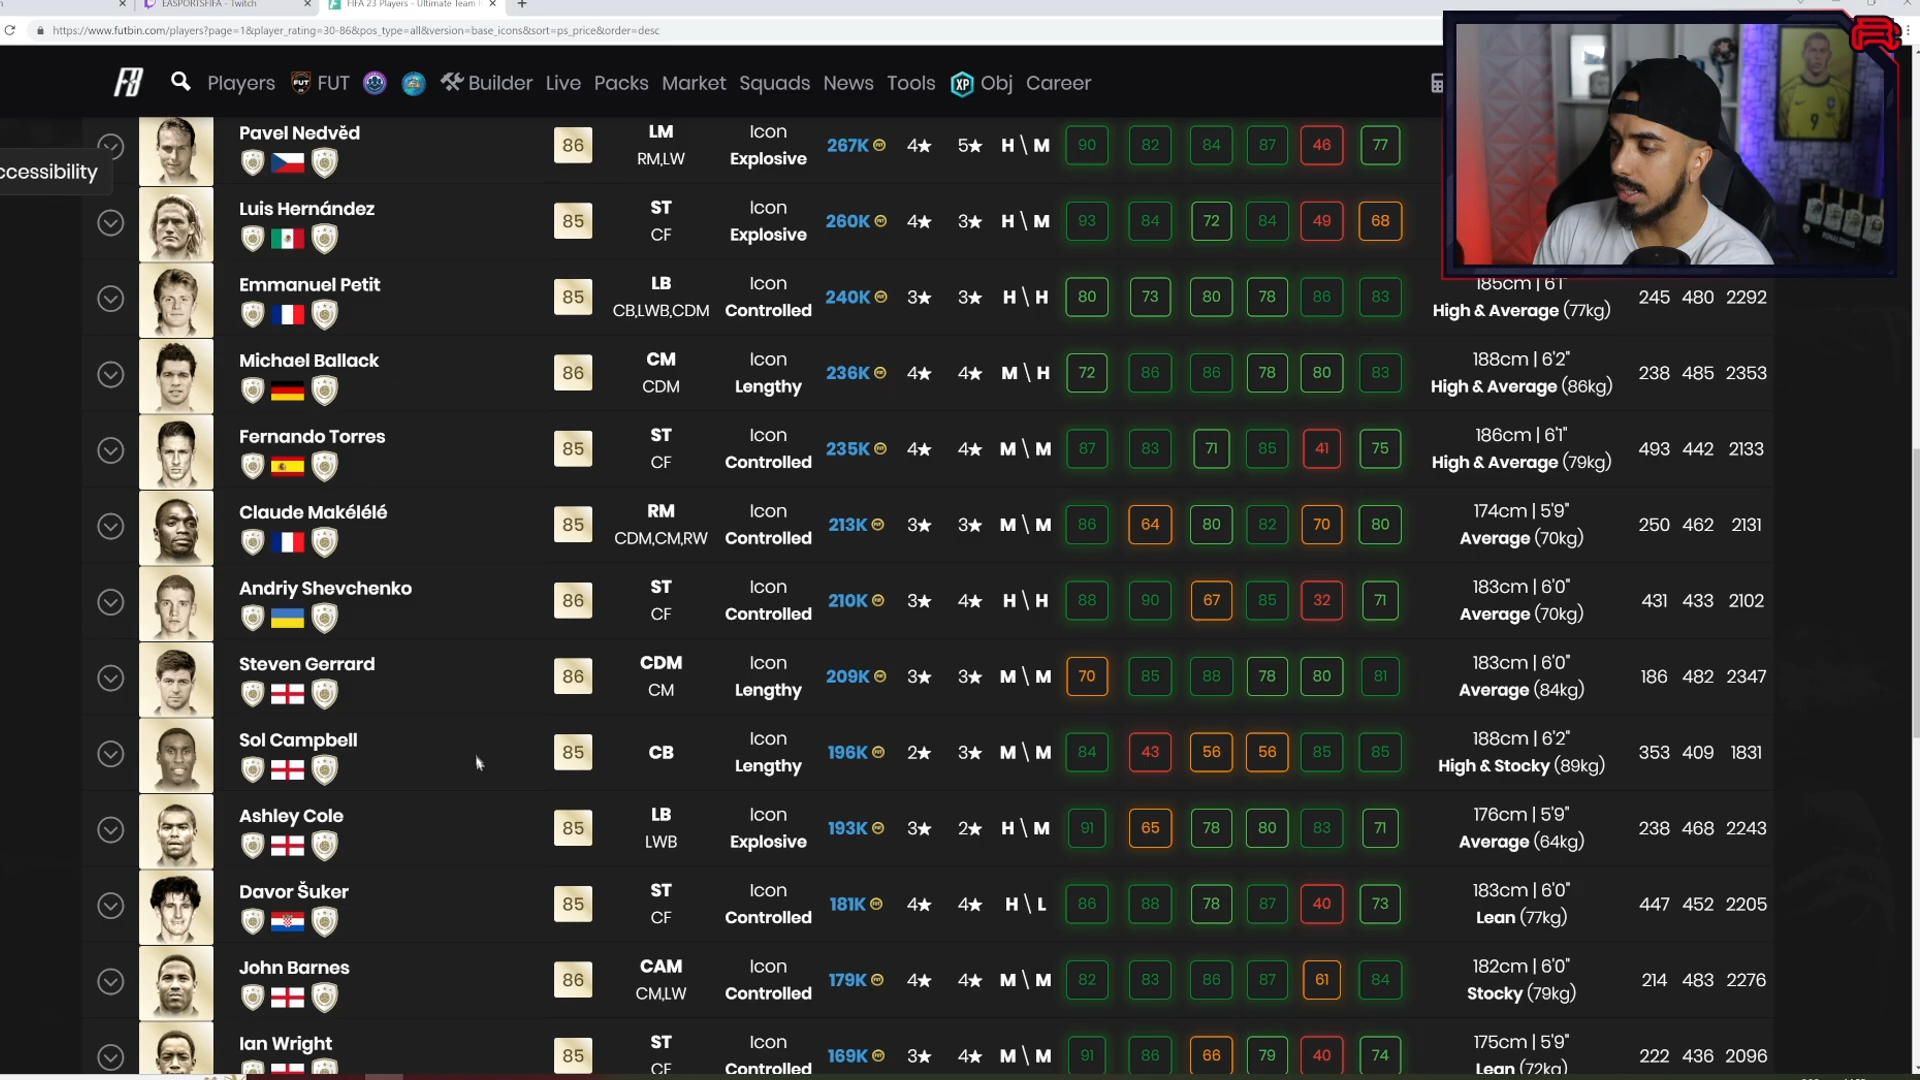 EASPORTSFIFA - Twitch
FIFA 23 Players - Ultimate Team
https://www.futbin.com/players?page=1&player_rating=30-86&pos_type=all&version=base_icons&sort=ps_price&order=desc
Players FUT Builder Live Packs Market Squads News Tools XP Obj Career
ccessibility
Pavel Nedvěd 86 LM RM,LW Icon Explosive 267K 4★ 5★ H \ M 90 82 84 87 46 77
Luis Hernández 85 ST CF Icon Explosive 260K 4★ 3★ H \ M 93 84 72 84 49 68
Emmanuel Petit 85 LB CB,LWB,CDM Icon Controlled 240K 3★ 3★ H \ H 80 73 80 78 86 83 185cm | 6'1" High & Average (77kg) 245 480 2292
Michael Ballack 86 CM CDM Icon Lengthy 236K 4★ 4★ M \ H 72 86 86 78 80 83 188cm | 6'2" High & Average (86kg) 238 485 2353
Fernando Torres 85 ST CF Icon Controlled 235K 4★ 4★ M \ M 87 83 71 85 41 75 186cm | 6'1" High & Average (79kg) 493 442 2133
Claude Makélélé 85 RM CDM,CM,RW Icon Controlled 213K 3★ 3★ M \ M 86 64 80 82 70 80 174cm | 5'9" Average (70kg) 250 462 2131
Andriy Shevchenko 86 ST CF Icon Controlled 210K 3★ 4★ H \ H 88 90 67 85 32 71 183cm | 6'0" Average (70kg) 431 433 2102
Steven Gerrard 86 CDM CM Icon Lengthy 209K 3★ 3★ M \ M 70 85 88 78 80 81 183cm | 6'0" Average (84kg) 186 482 2347
Sol Campbell 85 CB Icon Lengthy 196K 2★ 3★ M \ M 84 43 56 56 85 85 188cm | 6'2" High & Stocky (89kg) 353 409 1831
Ashley Cole 85 LB LWB Icon Explosive 193K 3★ 2★ H \ M 91 65 78 80 83 71 176cm | 5'9" Average (64kg) 238 468 2243
Davor Šuker 85 ST CF Icon Controlled 181K 4★ 4★ H \ L 86 88 78 87 40 73 183cm | 6'0" Lean (77kg) 447 452 2205
John Barnes 86 CAM CM,LW Icon Controlled 179K 4★ 4★ M \ M 82 83 86 87 61 84 182cm | 6'0" Stocky (79kg) 214 483 2276
Ian Wright 85 ST CF Icon Controlled 169K 3★ 4★ M \ M 91 86 66 79 40 74 175cm | 5'9" Lean (72kg) 222 436 2096